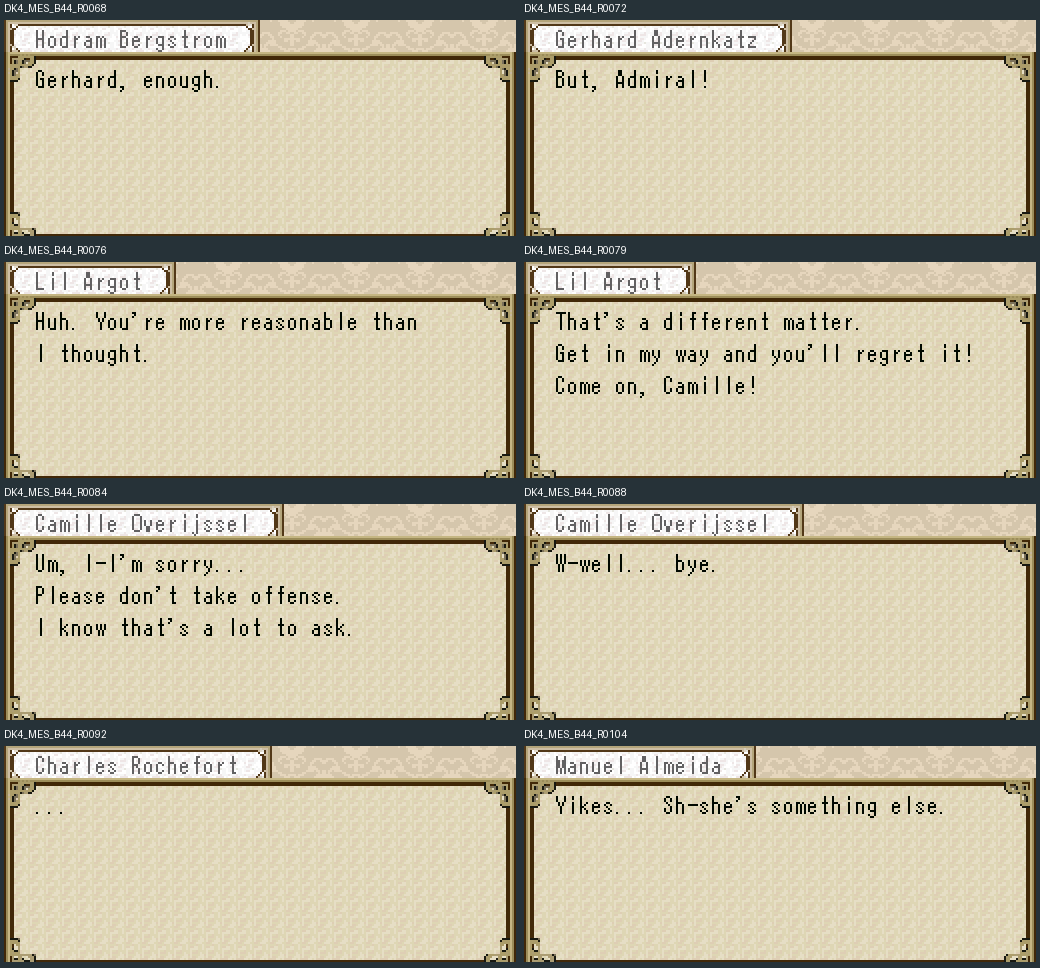 DK4_MES_B44_R0068
Hodram Bergstrom
Gerhard, enough.
DK4_MES_B44_R0072
Gerhard Adernkatz
But, Admiral!
DK4_MES_B44_R0076
Lil Argot
Huh. You're more reasonable than
I thought.
DK4_MES_B44_R0079
Lil Argot
That's a different matter.
Get in my way and you'll regret it!
Come on, Camille!
DK4_MES_B44_R0084
Camille Overijssel
Um, I-I'm sorry...
Please don't take offense.
I know that's a lot to ask.
DK4_MES_B44_R0088
Camille Overijssel
W-well... bye.
DK4_MES_B44_R0092
Charles Rochefort
...
DK4_MES_B44_R0104
Manuel Almeida
Yikes... Sh-she's something else.